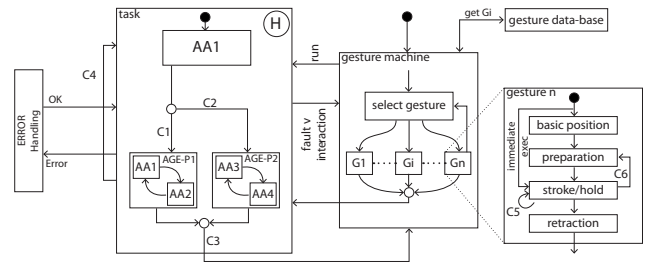 task
H
AA1
C4
C2
C1
AA1
AGE-P1
AA2
AA3
AGE-P2
AA4
C3
ERROR
Handling
OK
Error
run
fault v
interaction
gesture machine
select gesture
G1
Gi
Gn
get Gi
gesture data-base
gesture n
immediate
exec
basic position
preparation
C6
stroke/hold
C5
retraction